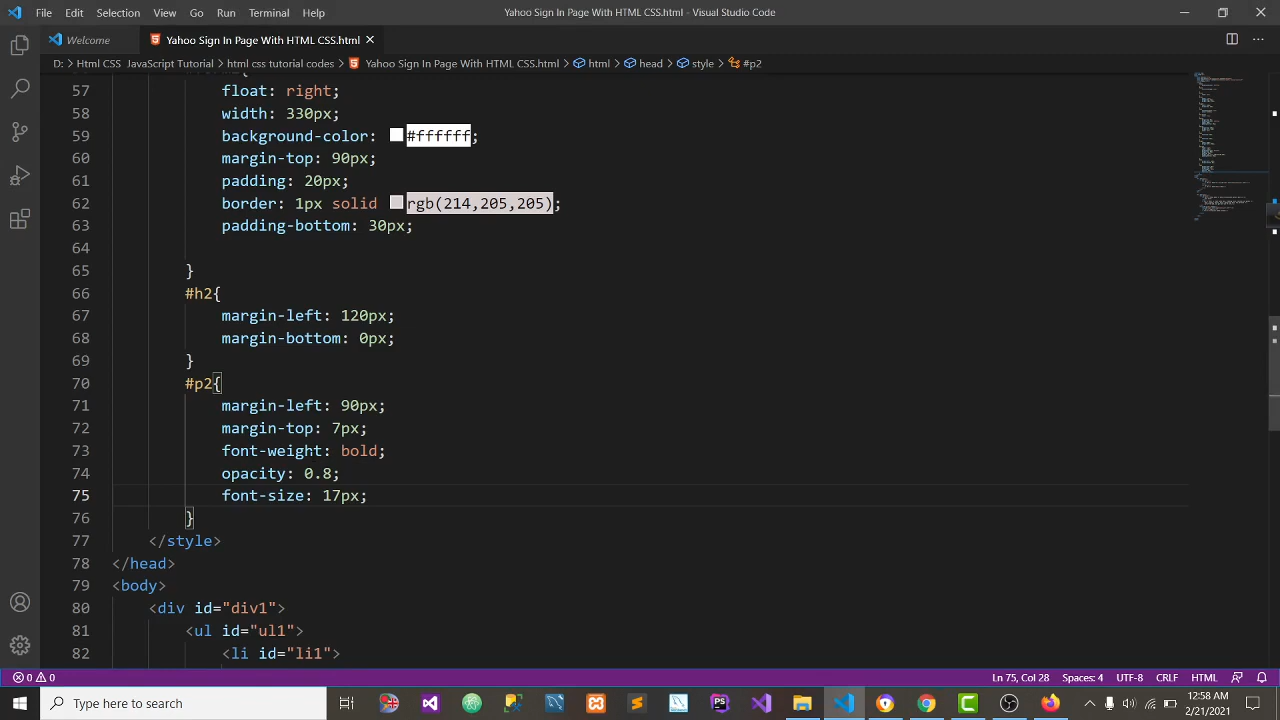 File Edit Selection View Go Run Terminal Help
Yahoo Sign In Page With HTML CSS.html - Visual Studio Code
Welcome
Yahoo Sign In Page With HTML CSS.html
D: > Html CSS JavaScript Tutorial > html css tutorial codes > Yahoo Sign In Page With HTML CSS.html > html > head > style > #p2
57 float: right;
58 width: 330px;
59 background-color: #ffffff;
60 margin-top: 90px;
61 padding: 20px;
62 border: 1px solid rgb(214,205,205);
63 padding-bottom: 30px;
64
65 }
66 #h2{
67 margin-left: 120px;
68 margin-bottom: 0px;
69 }
70 #p2{
71 margin-left: 90px;
72 margin-top: 7px;
73 font-weight: bold;
74 opacity: 0.8;
75 font-size: 17px;
76 }
77 </style>
78 </head>
79 <body>
80 <div id="div1">
81 <ul id="ul1">
82 <li id="li1">
0 0 Ln 75, Col 28 Spaces: 4 UTF-8 CRLF HTML
Type here to search
12:58 AM
2/21/2021